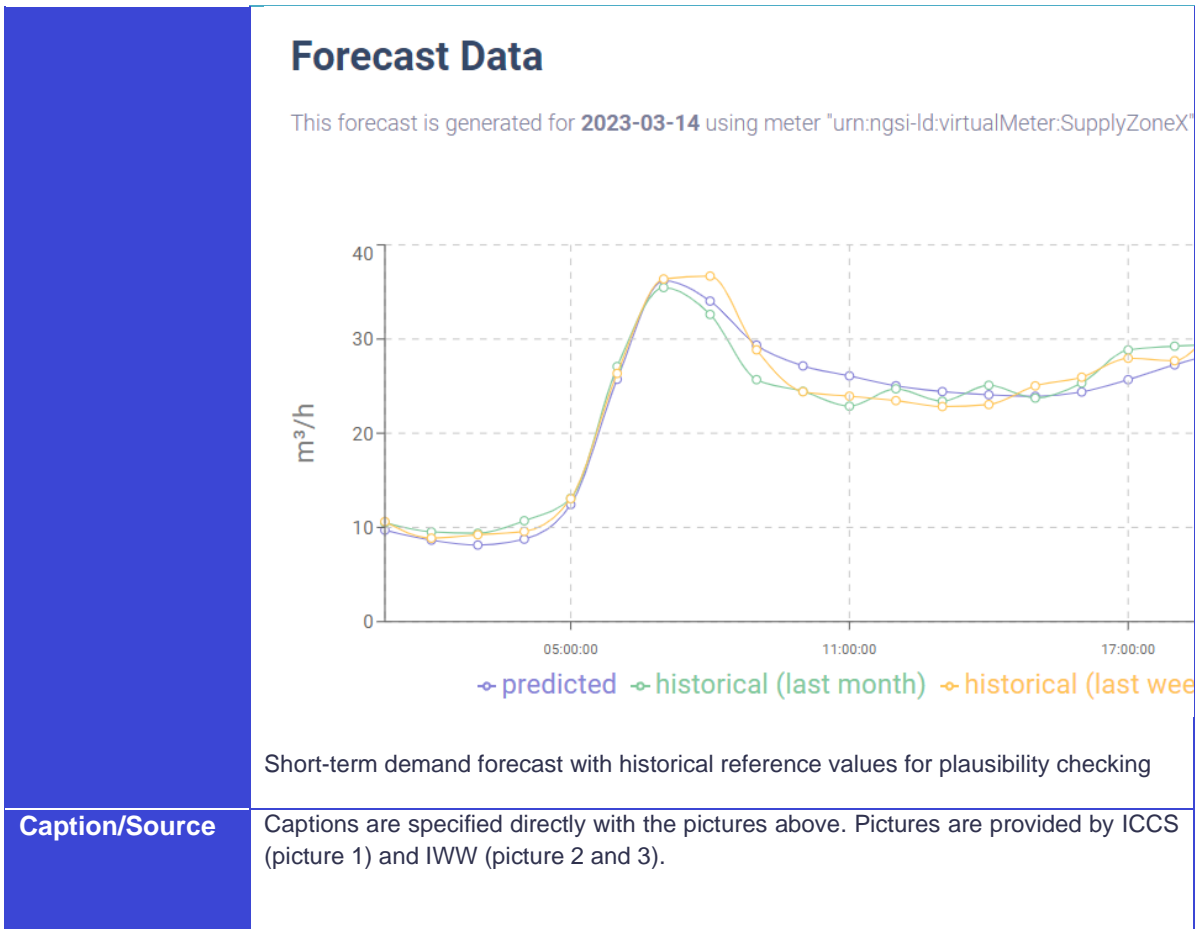 Forecast Data
This forecast is generated for 2023-03-14 using meter "urn:ngsi-ld:virtualMeter:SupplyZoneX"
40
30
20
10
0
m³/h
05:00:00 11:00:00 17:00:00
predicted historical (last month) historical (last wee
Short-term demand forecast with historical reference values for plausibility checking
Caption/Source
Captions are specified directly with the pictures above. Pictures are provided by ICCS
(picture 1) and IWW (picture 2 and 3).